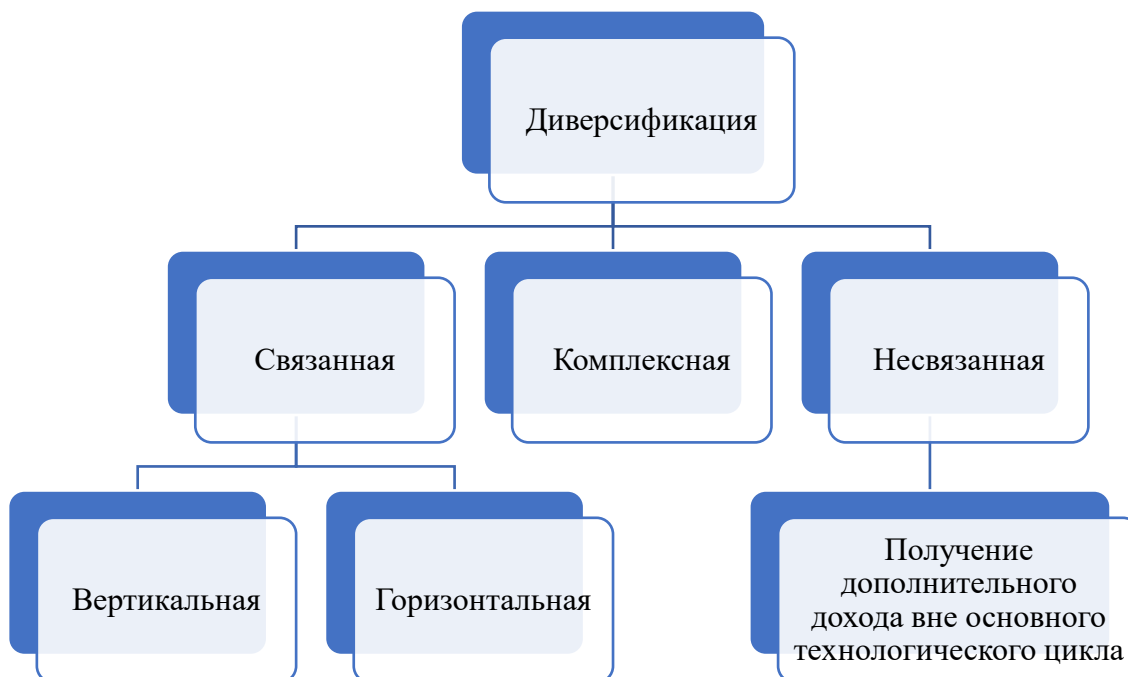 Диверсификация
Связанная
Комплексная
Несвязанная
Вертикальная
Горизонтальная
Получение
дополнительного
дохода вне основного
технологического цикла